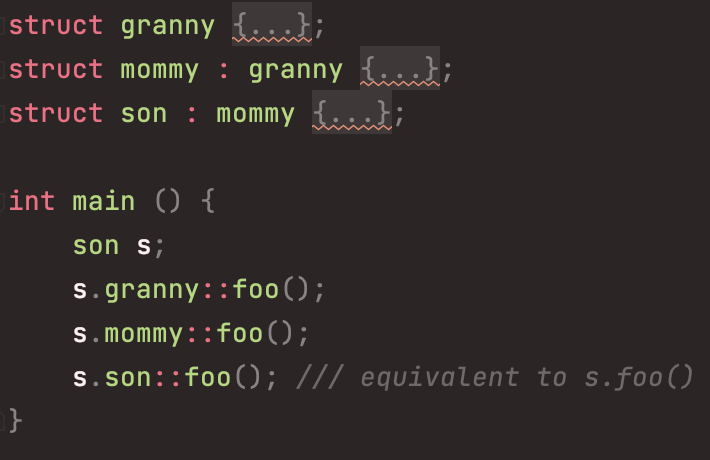 struct granny {...};
struct mommy : granny {...};
struct son : mommy {...};
int main () {
son s;
s.granny::foo();
s.mommy::foo();
s.son::foo(); /// equivalent to s.foo()
}